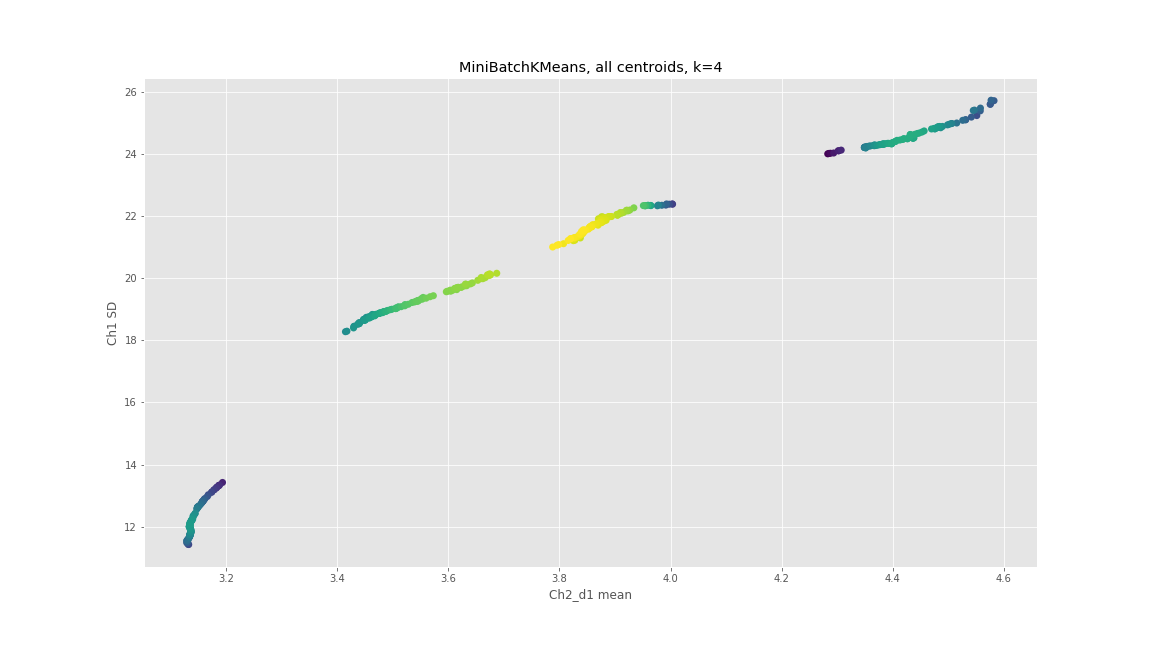 MiniBatchKMeans, all centroids, k=4
26
24
22
20
18
16
14
12
Ch1 SD
3.2 3.4 3.6 3.8 4.0 4.2 4.4 4.6
Ch2_d1 mean